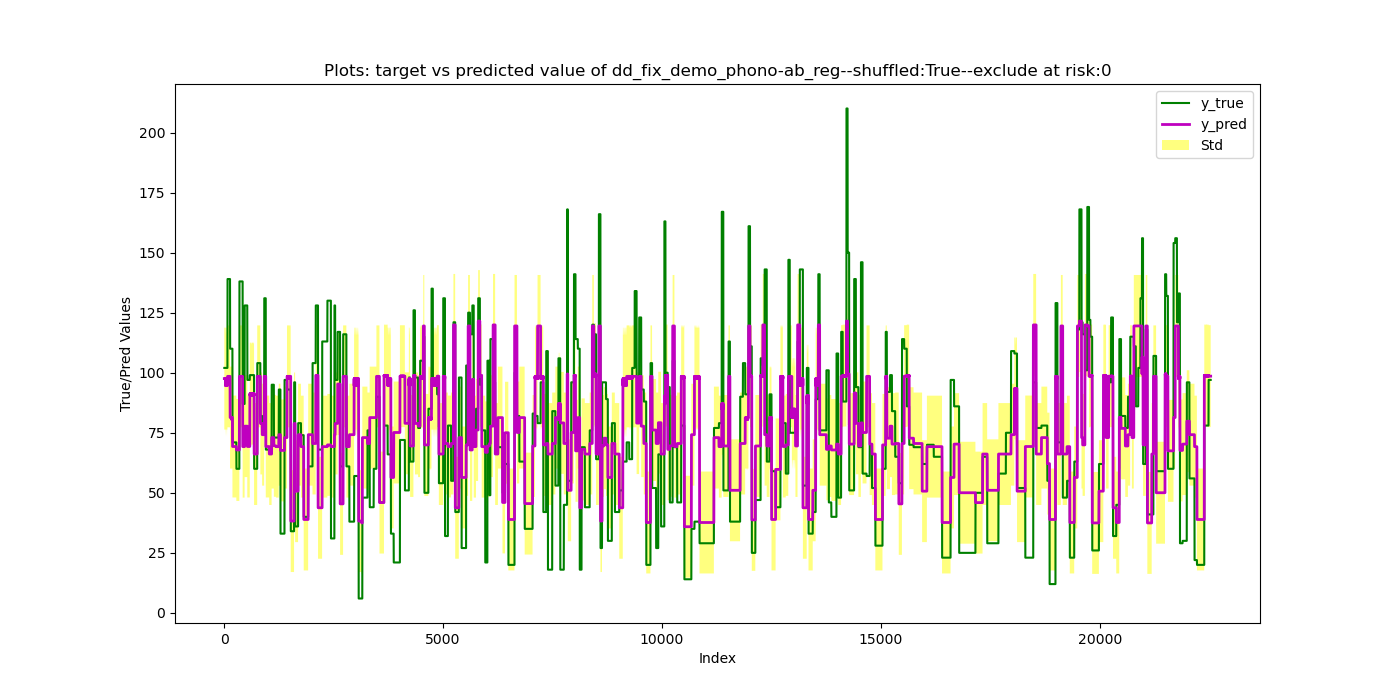 Plots: target vs predicted value of dd_fix_demo_phono-ab_reg--shuffled:True--exclude at risk:0
y_true
y_pred
Std
True/Pred Values
200
175
150
125
100
75
50
25
0
0 5000 10000 15000 20000
Index